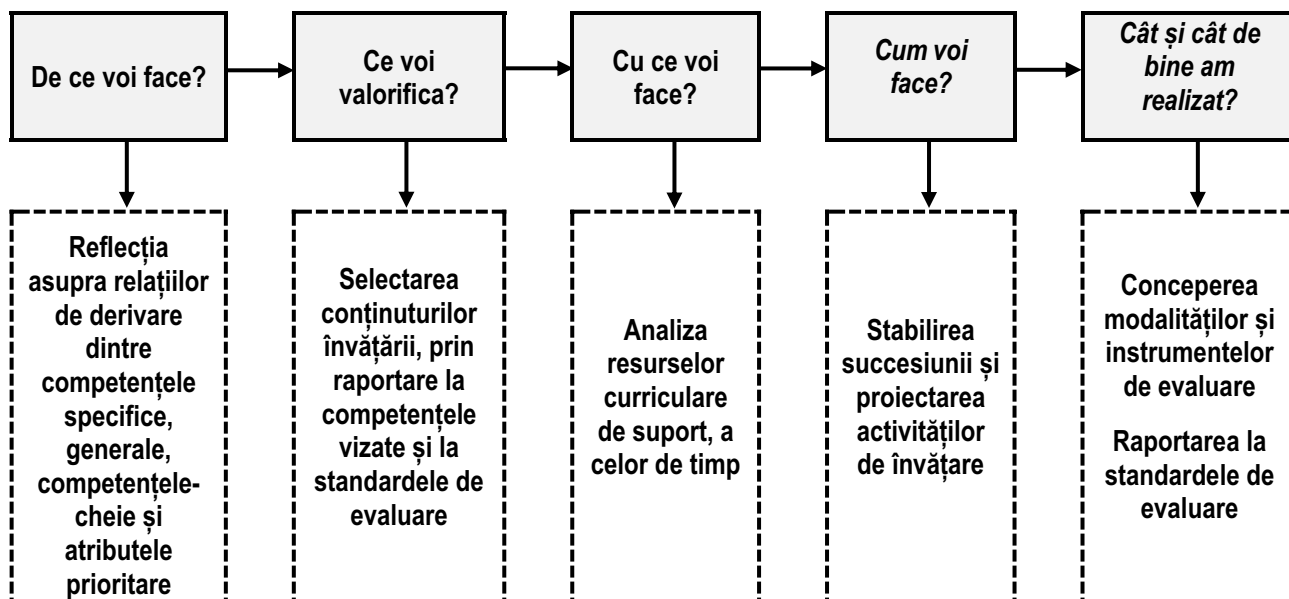 De ce voi face?
Ce voi
valorifica?
Cu ce voi
face?
Cum voi
face?
Cât și cât de
bine am
realizat?
Reflecția
asupra relațiilor
de derivare
dintre
competențele
specifice,
generale,
competențele-
cheie și
atributele
prioritare
Selectarea
conținuturilor
învățării, prin
raportare la
competențele
vizate și la
standardele de
evaluare
Analiza
resurselor
curriculare
de suport, a
celor de timp
Stabilirea
succesiunii și
proiectarea
activităților
de învățare
Conceperea
modalităților și
instrumentelor
de evaluare
Raportarea la
standardele de
evaluare